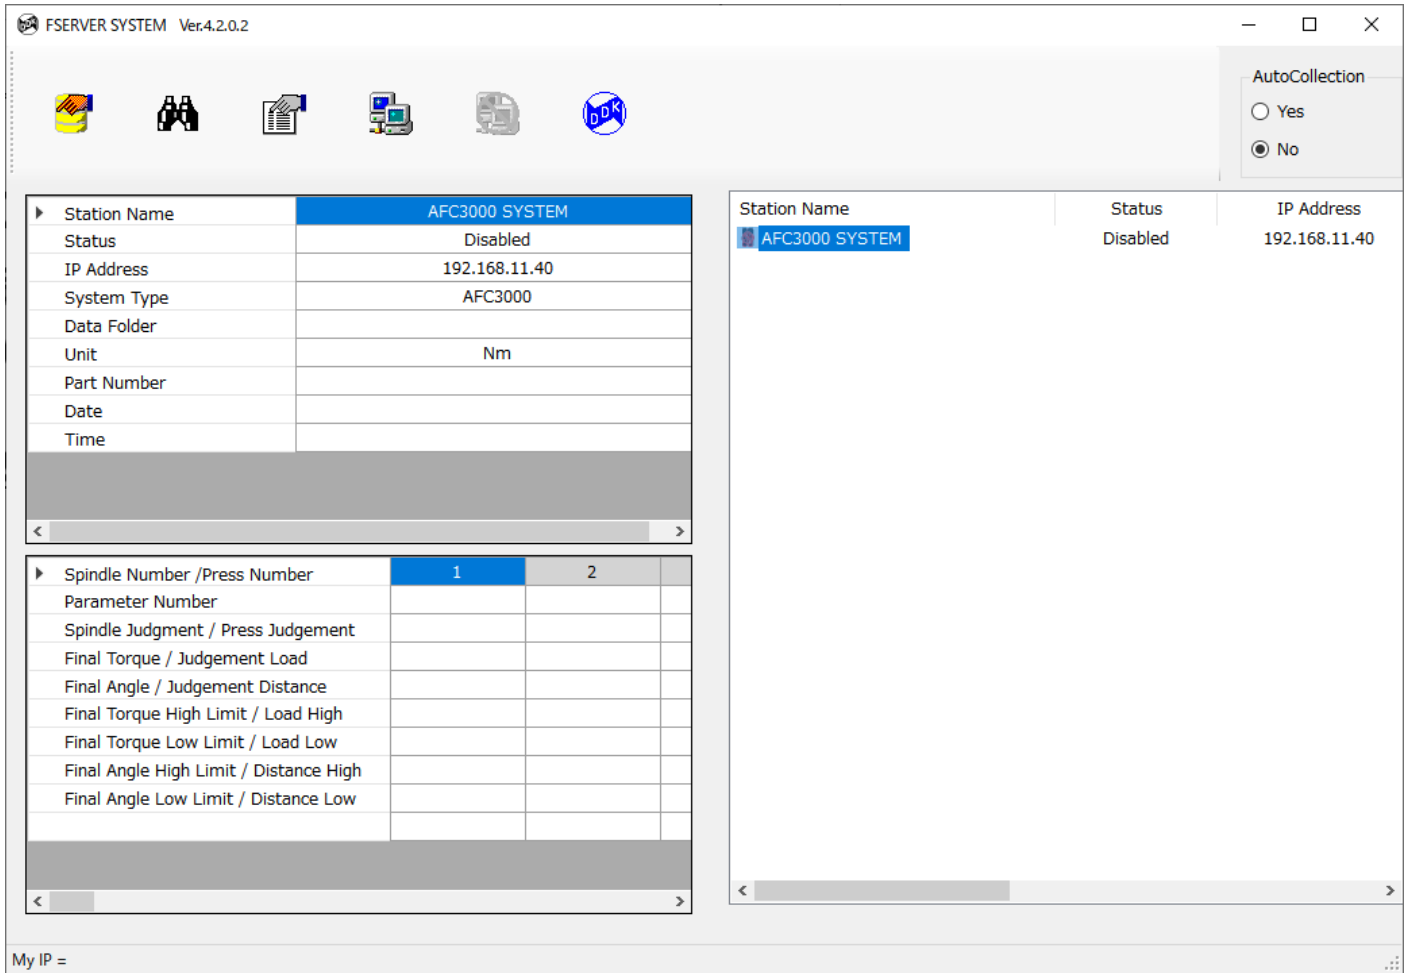 FSERVER SYSTEM Ver.4.2.0.2
AutoCollection
Yes
No
DDK
Station Name AFC3000 SYSTEM
Status Disabled
IP Address 192.168.11.40
System Type AFC3000
Data Folder
Unit Nm
Part Number
Date
Time
Spindle Number /Press Number 1 2
Parameter Number
Spindle Judgment / Press Judgement
Final Torque / Judgement Load
Final Angle / Judgement Distance
Final Torque High Limit / Load High
Final Torque Low Limit / Load Low
Final Angle High Limit / Distance High
Final Angle Low Limit / Distance Low
Station Name Status IP Address
AFC3000 SYSTEM Disabled 192.168.11.40
My IP =